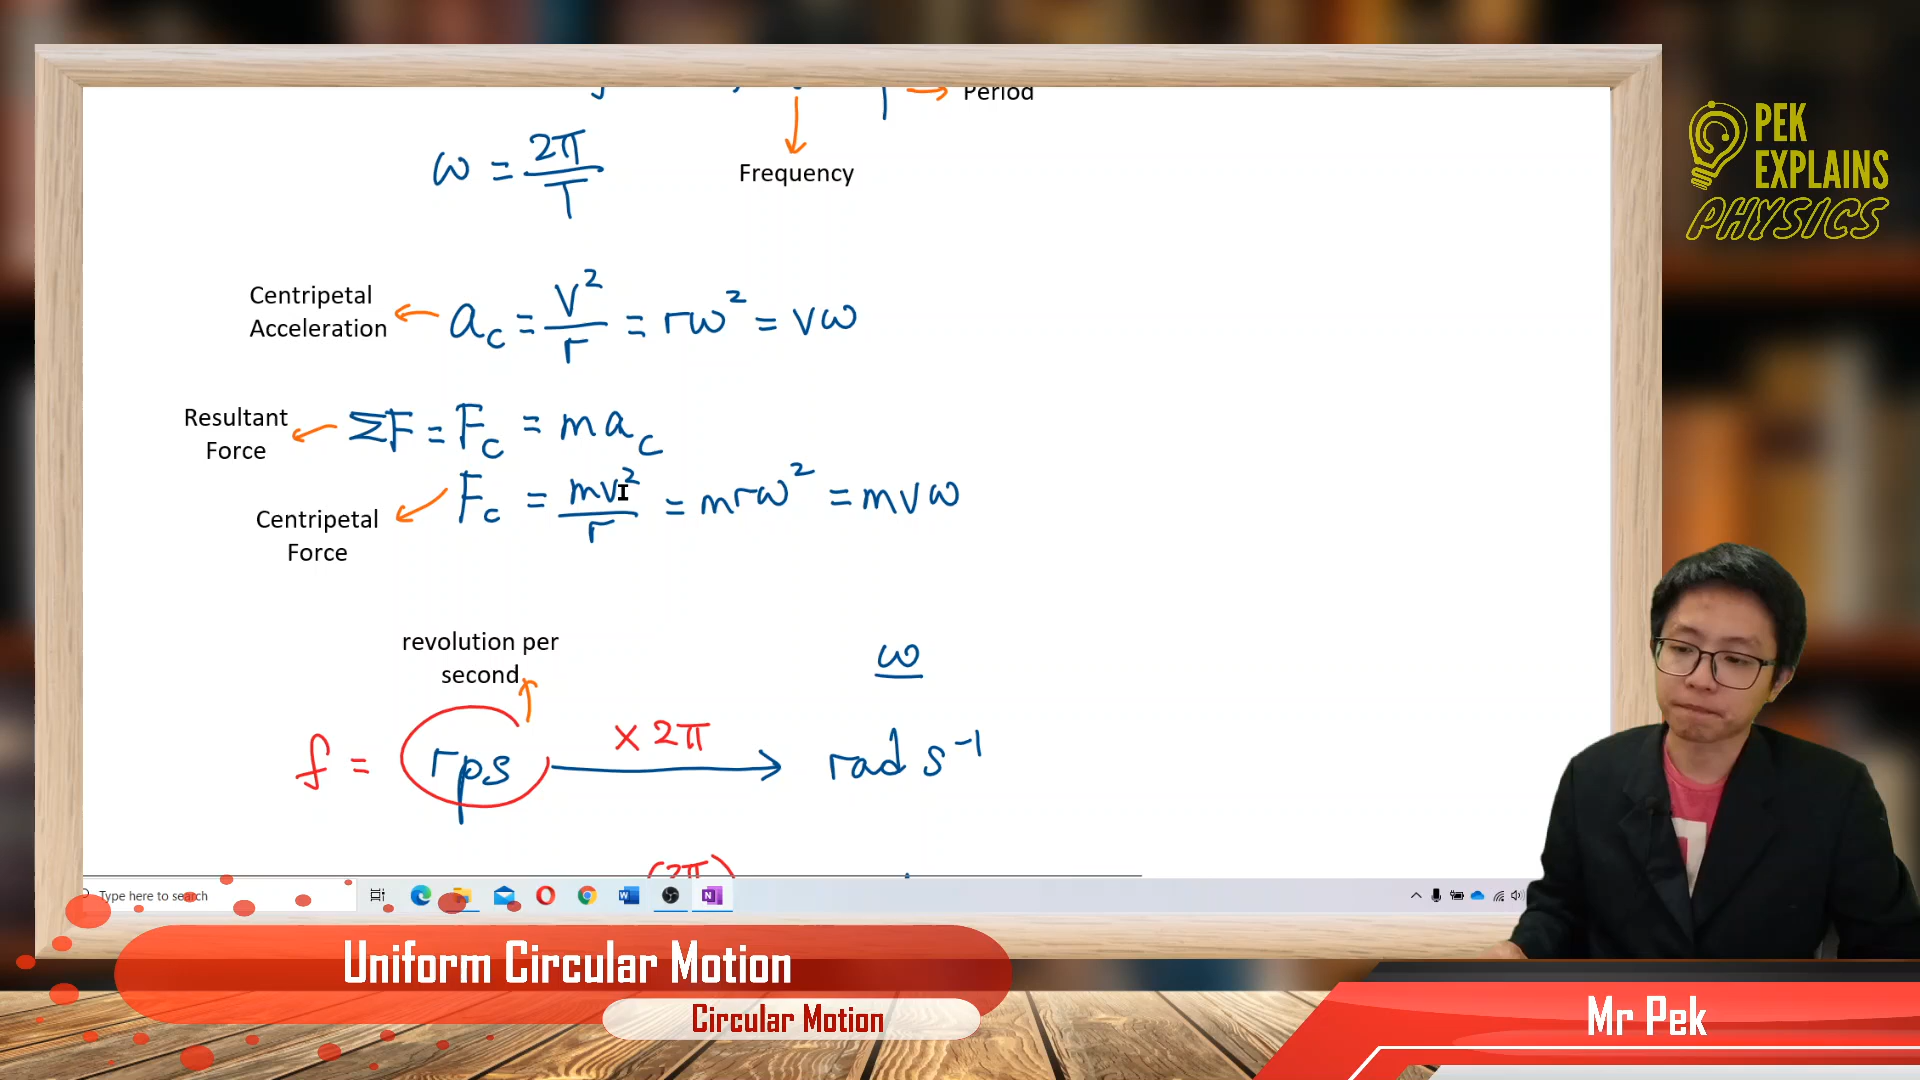 Period
Frequency
ω = 2π / T
Centripetal
Acceleration
a_c = v² / r = rω² = vω
Resultant
Force
ΣF = F_c = m a_c
F_c = mv² / r = mrω² = mvω
Centripetal
Force
revolution per
second
ω
f = rps × 2π rad s⁻¹
(2π)
Type here to search
PEK
EXPLAINS
PHYSICS
Uniform Circular Motion
Circular Motion
Mr Pek